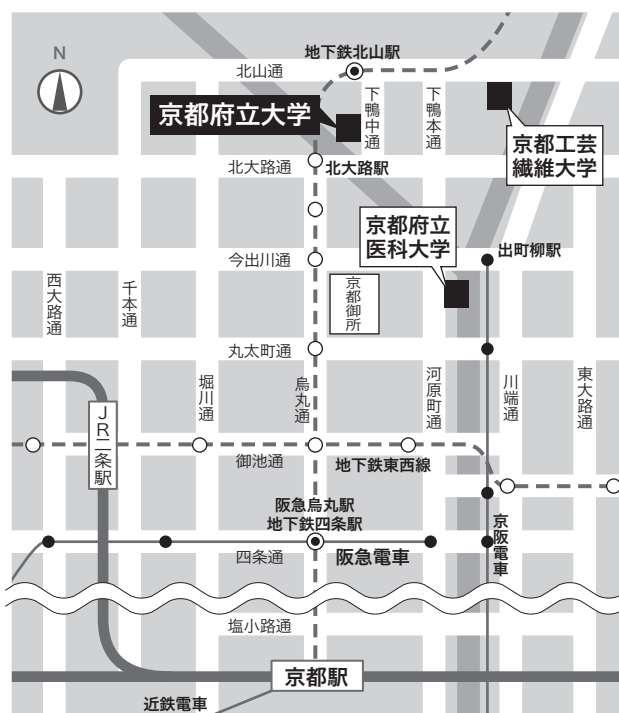 N
地下鉄北山駅
北山通
京都府立大学
下鴨中通
下鴨本通
京都工芸
繊維大学
北大路通
北大路駅
京都府立
医科大学
今出川通
出町柳駅
西大路通
千本通
京都御所
丸太町通
堀川通
烏丸通
河原町通
川端通
東大路通
JR二条駅
御池通
地下鉄東西線
阪急烏丸駅
地下鉄四条駅
四条通
阪急電車
京阪電車
塩小路通
京都駅
近鉄電車